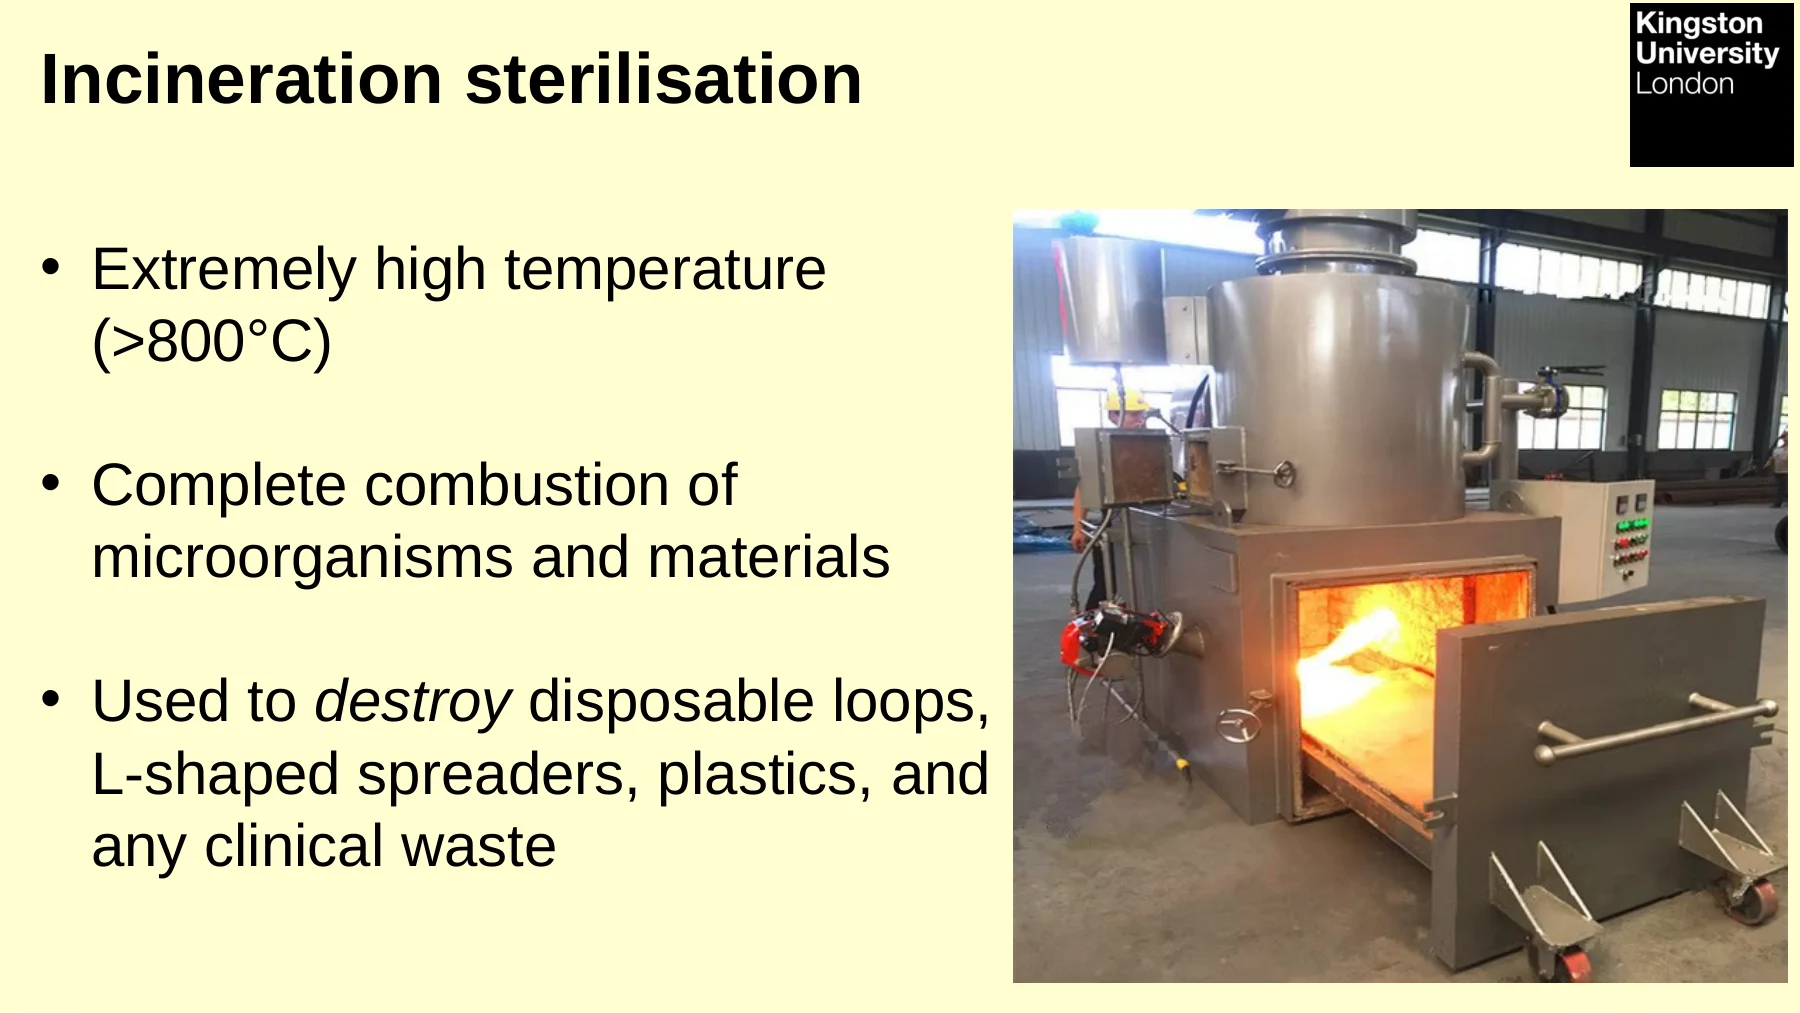 Incineration sterilisation
Kingston
University
London
• Extremely high temperature
(>800°C)
• Complete combustion of
microorganisms and materials
• Used to destroy disposable loops,
L-shaped spreaders, plastics, and
any clinical waste